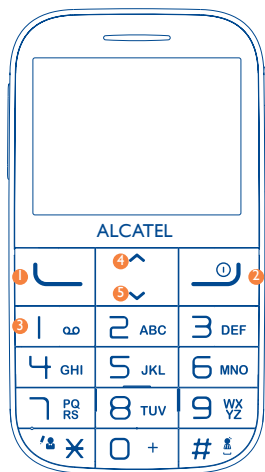 ALCATEL
4
1 2
5
3 1 2 ABC 3 DEF
4 GHI 5 JKL 6 MNO
7 PQ RS 8 TUV 9 WX YZ
* 0 + #